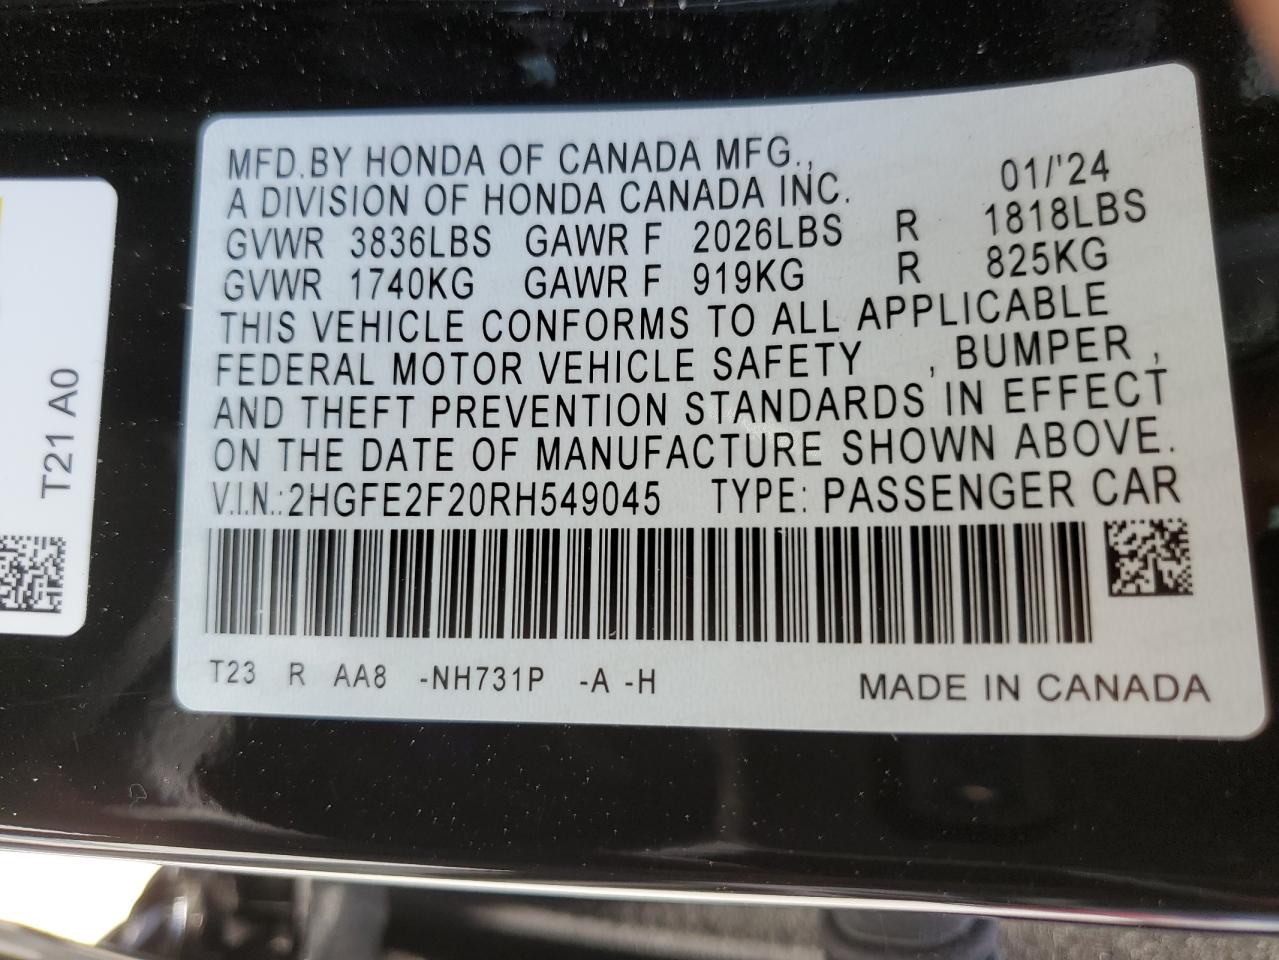 MFD.BY HONDA OF CANADA MFG.,
A DIVISION OF HONDA CANADA INC. 01/'24
GVWR 3836LBS GAWR F 2026LBS R 1818LBS
GVWR 1740KG GAWR F 919KG R 825KG
THIS VEHICLE CONFORMS TO ALL APPLICABLE
FEDERAL MOTOR VEHICLE SAFETY , BUMPER ,
AND THEFT PREVENTION STANDARDS IN EFFECT
ON THE DATE OF MANUFACTURE SHOWN ABOVE.
V.I.N.:2HGFE2F20RH549045 TYPE: PASSENGER CAR
T23 R AA8 -NH731P -A -H
MADE IN CANADA
T21 A0